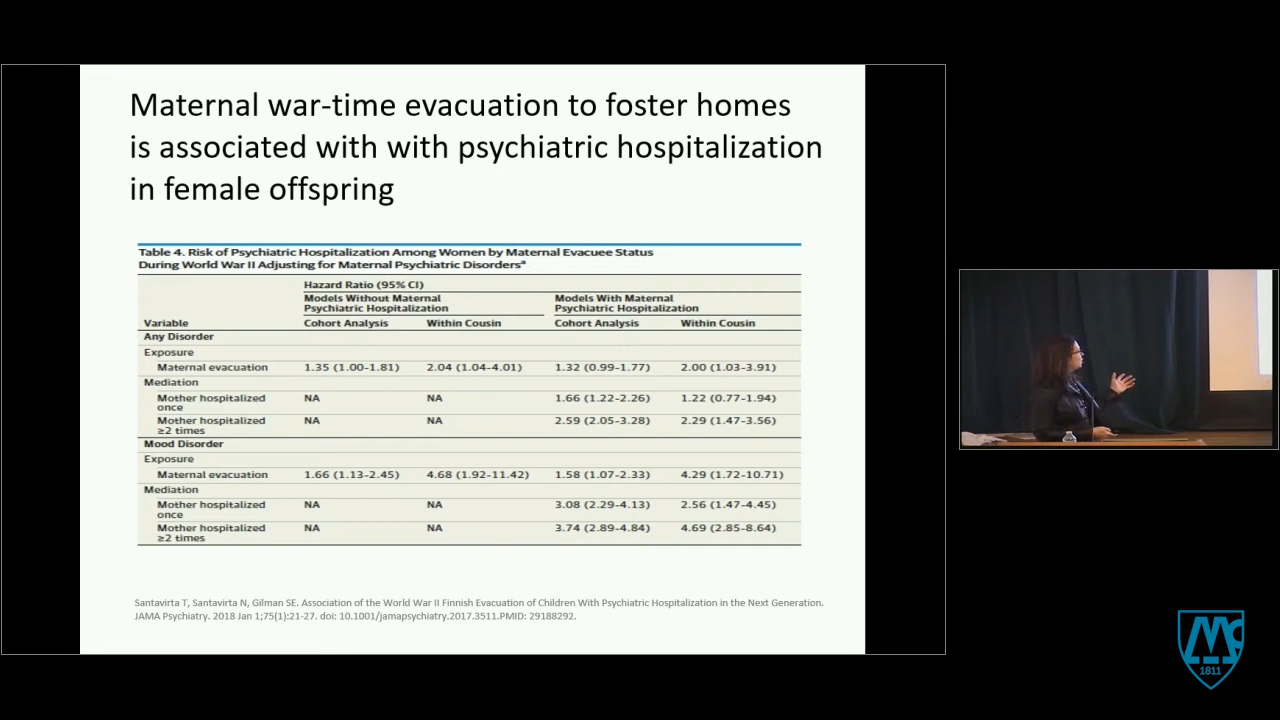 Maternal war-time evacuation to foster homes
is associated with with psychiatric hospitalization
in female offspring
Table 4. Risk of Psychiatric Hospitalization Among Women by Maternal Evacuee Status
During World War II Adjusting for Maternal Psychiatric Disordersª
Hazard Ratio (95% CI)
Models Without Maternal
Psychiatric Hospitalization
Models With Maternal
Psychiatric Hospitalization
Variable Cohort Analysis Within Cousin Cohort Analysis Within Cousin
Any Disorder
Exposure
Maternal evacuation 1.35 (1.00-1.81) 2.04 (1.04-4.01) 1.32 (0.99-1.77) 2.00 (1.03-3.91)
Mediation
Mother hospitalized
once NA NA 1.66 (1.22-2.26) 1.22 (0.77-1.94)
Mother hospitalized
≥2 times NA NA 2.59 (2.05-3.28) 2.29 (1.47-3.56)
Mood Disorder
Exposure
Maternal evacuation 1.66 (1.13-2.45) 4.68 (1.92-11.42) 1.58 (1.07-2.33) 4.29 (1.72-10.71)
Mediation
Mother hospitalized
once NA NA 3.08 (2.29-4.13) 2.56 (1.47-4.45)
Mother hospitalized
≥2 times NA NA 3.74 (2.89-4.84) 4.69 (2.85-8.64)
Santavirta T, Santavirta N, Gilman SE. Association of the World War II Finnish Evacuation of Children With Psychiatric Hospitalization in the Next Generation.
JAMA Psychiatry. 2018 Jan 1;75(1):21-27. doi: 10.1001/jamapsychiatry.2017.3511.PMID: 29188292.
1811